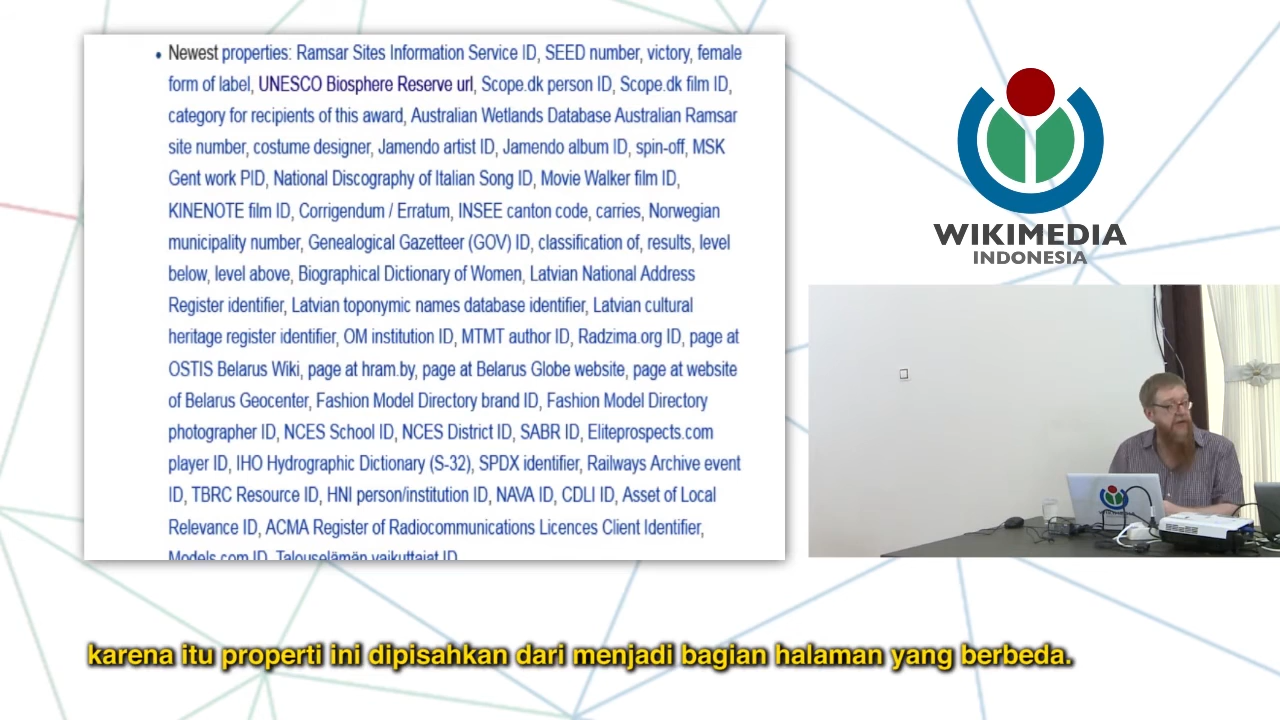 • Newest properties: Ramsar Sites Information Service ID, SEED number, victory, female
form of label, UNESCO Biosphere Reserve url, Scope.dk person ID, Scope.dk film ID,
category for recipients of this award, Australian Wetlands Database Australian Ramsar
site number, costume designer, Jamendo artist ID, Jamendo album ID, spin-off, MSK
Gent work PID, National Discography of Italian Song ID, Movie Walker film ID,
KINENOTE film ID, Corrigendum / Erratum, INSEE canton code, carries, Norwegian
municipality number, Genealogical Gazetteer (GOV) ID, classification of, results, level
below, level above, Biographical Dictionary of Women, Latvian National Address
Register identifier, Latvian toponymic names database identifier, Latvian cultural
heritage register identifier, OM institution ID, MTMT author ID, Radzima.org ID, page at
OSTIS Belarus Wiki, page at hram.by, page at Belarus Globe website, page at website
of Belarus Geocenter, Fashion Model Directory brand ID, Fashion Model Directory
photographer ID, NCES School ID, NCES District ID, SABR ID, Eliteprospects.com
player ID, IHO Hydrographic Dictionary (S-32), SPDX identifier, Railways Archive event
ID, TBRC Resource ID, HNI person/institution ID, NAVA ID, CDLI ID, Asset of Local
Relevance ID, ACMA Register of Radiocommunications Licences Client Identifier,
Models.com ID, Talouselämän vaikuttajat ID
WIKIMEDIA
INDONESIA
karena itu properti ini dipisahkan dari menjadi bagian halaman yang berbeda.